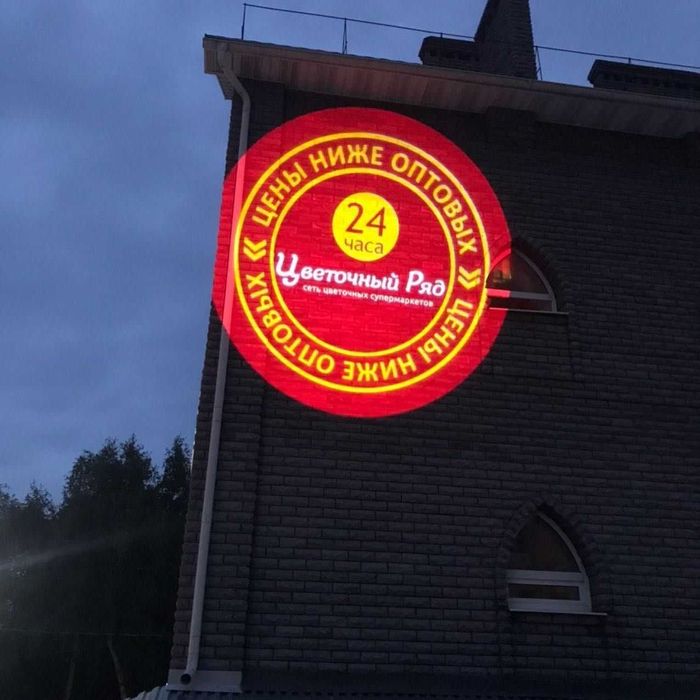 « ЦЕНЫ НИЖЕ ОПТОВЫХ
24
часа
Цветочный Ряд
сеть цветочных супермаркетов
» ЦЕНЫ НИЖЕ ОПТОВЫХ